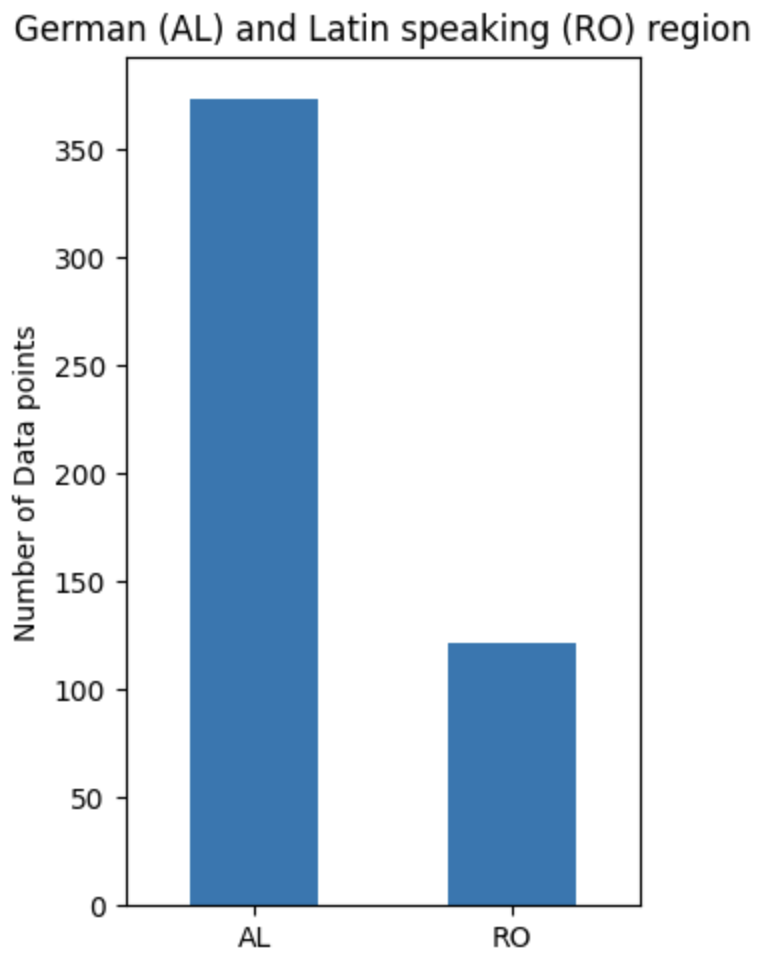 German (AL) and Latin speaking (RO) region
Number of Data points
350
300
250
200
150
100
50
0
AL
RO